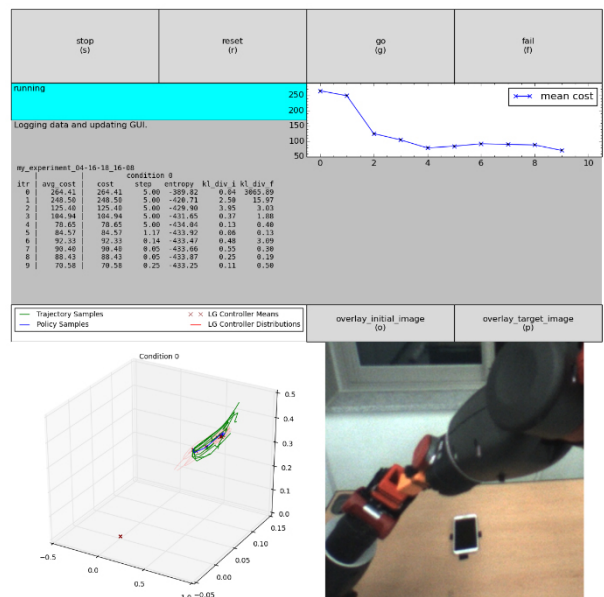 stop
(s)
reset
(r)
go
(g)
fail
(f)
running
Logging data and updating GUI.
my_experiment_04-16-18_16-08
| | condition 0
itr | avg_cost | cost step entropy kl_div_i kl_div_f
0 | 264.41 | 264.41 5.00 -389.82 0.04 3065.89
1 | 248.50 | 248.50 5.00 -420.71 2.50 15.97
2 | 125.40 | 125.40 5.00 -429.90 3.95 3.03
3 | 104.94 | 104.94 5.00 -431.65 0.37 1.88
4 | 78.65 | 78.65 5.00 -434.04 0.13 0.40
5 | 84.57 | 84.57 1.17 -433.92 0.06 0.13
6 | 92.33 | 92.33 0.14 -433.47 0.48 3.09
7 | 90.40 | 90.40 0.05 -433.66 0.55 0.30
8 | 88.43 | 88.43 0.05 -433.87 0.25 0.19
9 | 70.58 | 70.58 0.25 -433.25 0.11 0.50
mean cost
250
200
150
100
50
0 2 4 6 8 10
Trajectory Samples
Policy Samples
LG Controller Means
LG Controller Distributions
overlay_initial_image
(o)
overlay_target_image
(p)
Condition 0
0.5
0.4
0.3
0.2
0.1
0.0
0.15
0.10
0.05
0.00
-0.05
-0.5
0.0
0.5
1.0